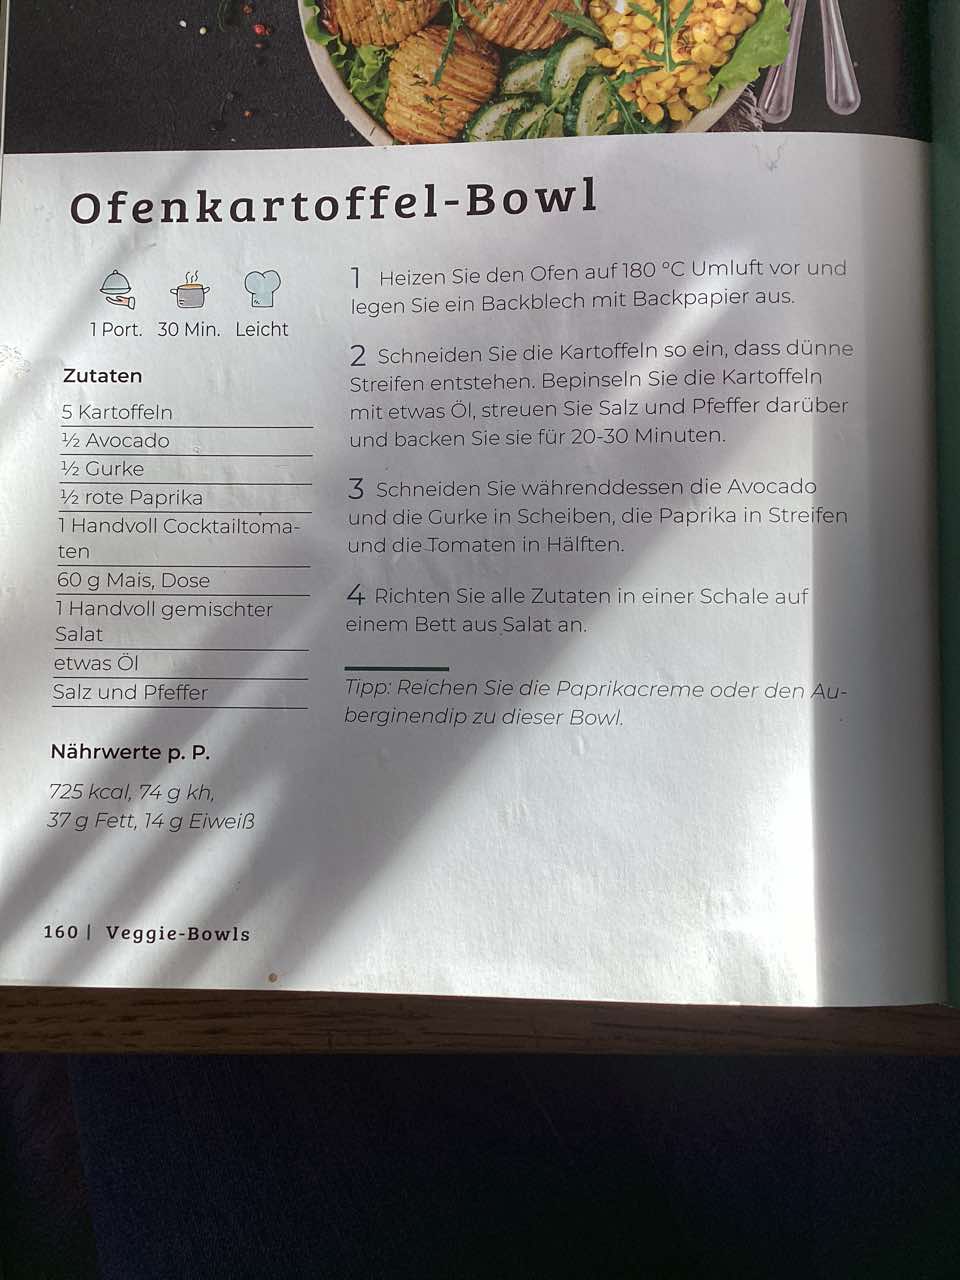 Ofenkartoffel-Bowl
1 Port. 30 Min. Leicht
Zutaten
5 Kartoffeln
½ Avocado
½ Gurke
½ rote Paprika
1 Handvoll Cocktailtoma-
ten
60 g Mais, Dose
1 Handvoll gemischter
Salat
etwas Öl
Salz und Pfeffer
Nährwerte p. P.
725 kcal, 74 g kh,
37 g Fett, 14 g Eiweiß
1 Heizen Sie den Ofen auf 180 °C Umluft vor und
legen Sie ein Backblech mit Backpapier aus.
2 Schneiden Sie die Kartoffeln so ein, dass dünne
Streifen entstehen. Bepinseln Sie die Kartoffeln
mit etwas Öl, streuen Sie Salz und Pfeffer darüber
und backen Sie sie für 20-30 Minuten.
3 Schneiden Sie währenddessen die Avocado
und die Gurke in Scheiben, die Paprika in Streifen
und die Tomaten in Hälften.
4 Richten Sie alle Zutaten in einer Schale auf
einem Bett aus Salat an.
Tipp: Reichen Sie die Paprikacreme oder den Au-
berginendip zu dieser Bowl.
160 | Veggie-Bowls